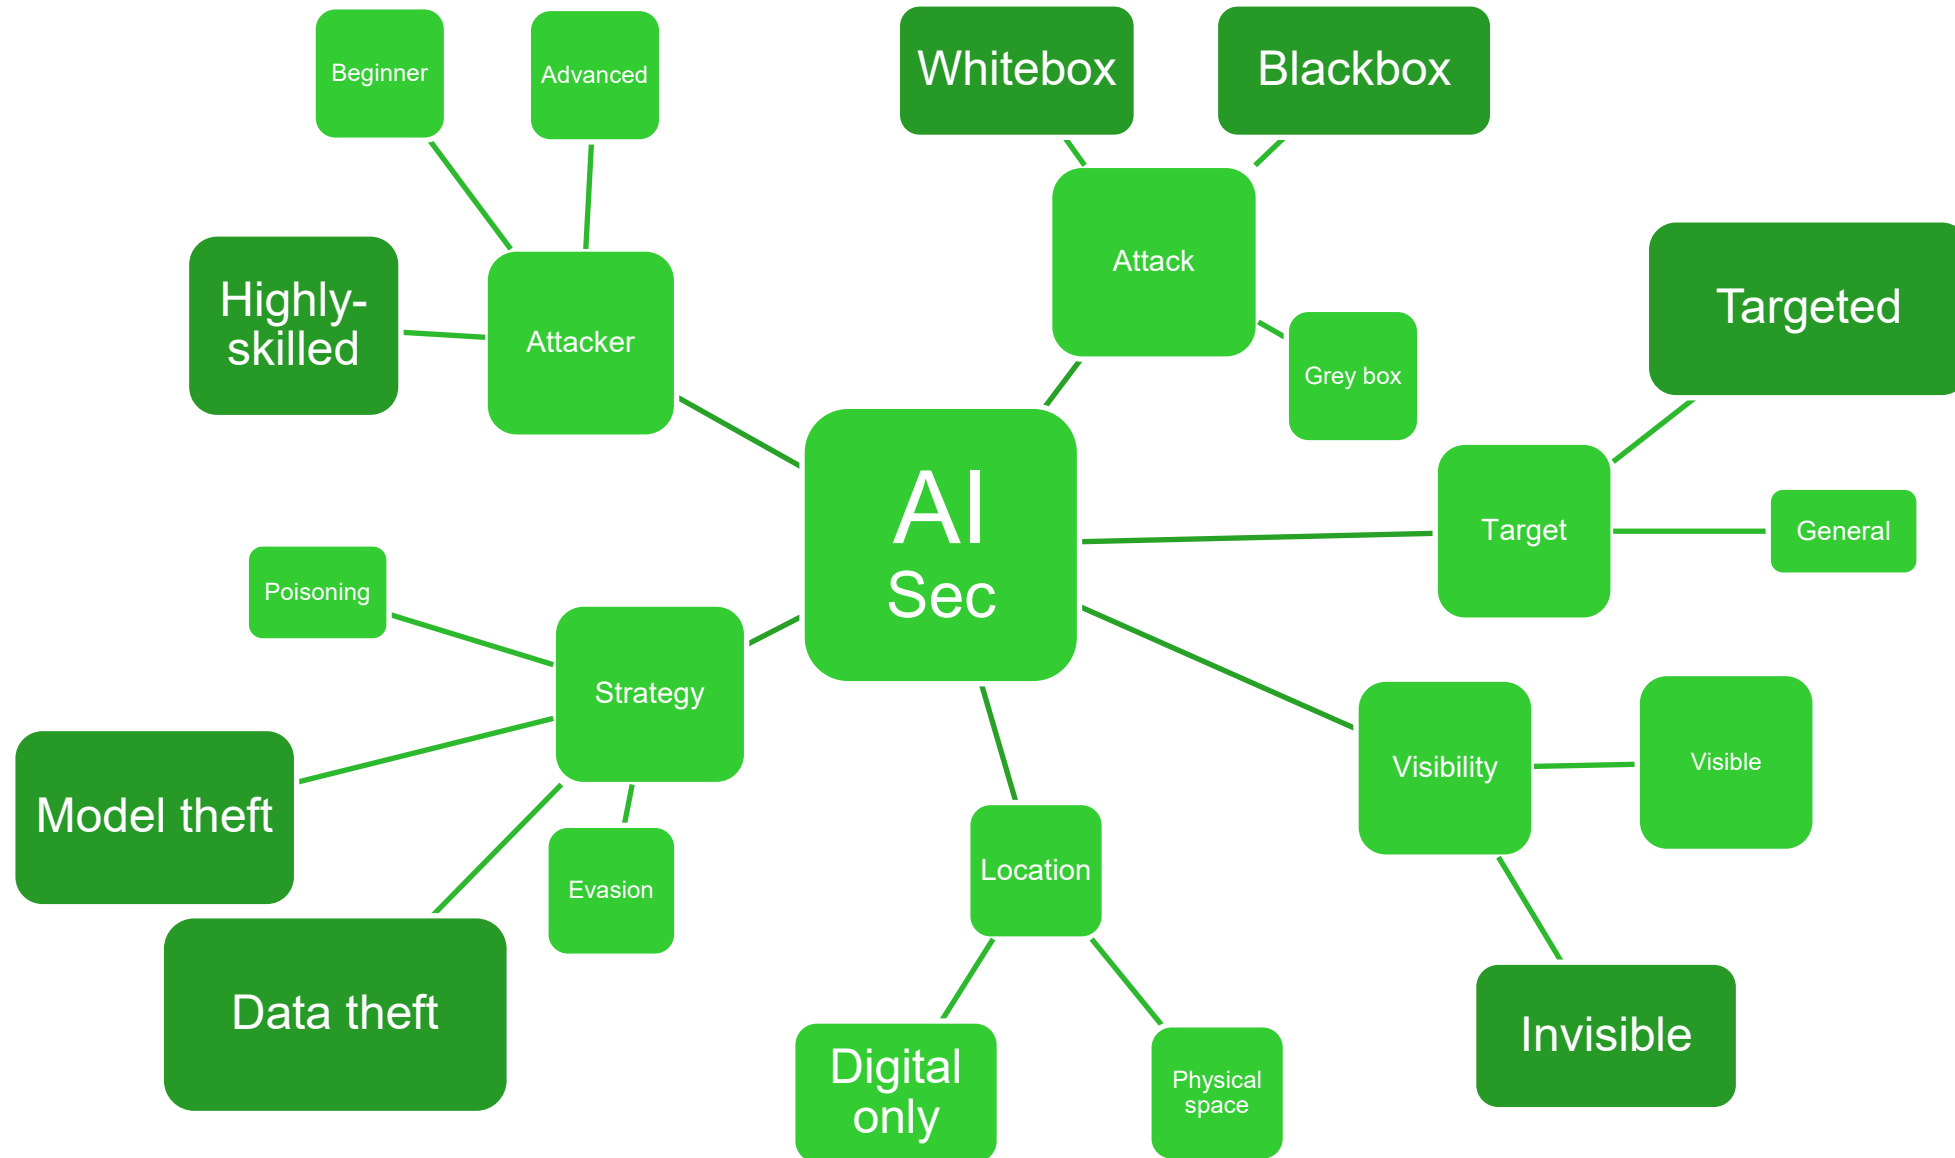 Beginner
Advanced
Whitebox
Blackbox
Highly-
skilled
Attacker
Attack
Grey box
Targeted
AI
Sec
Target
General
Poisoning
Strategy
Model theft
Data theft
Evasion
Location
Digital
only
Physical
space
Visibility
Visible
Invisible